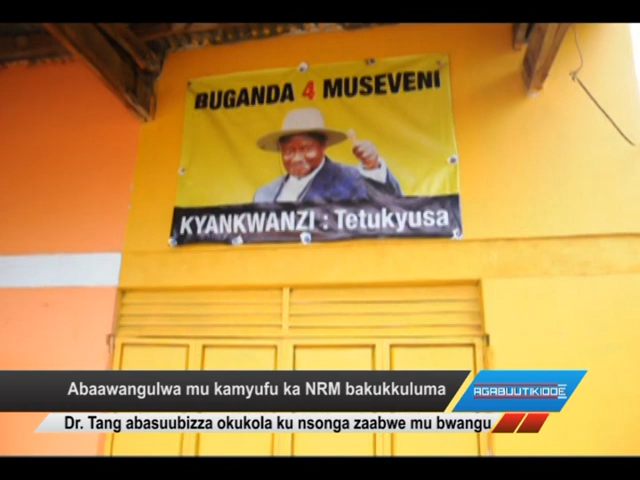 BUGANDA 4 MUSEVENI
KYANKWANZI : Tetukyusa
Abaawangulwa mu kamyufu ka NRM bakukkuluma
AGABUUTIKIDDE
Dr. Tang abasuubizza okukola ku nsonga zaabwe mu bwangu